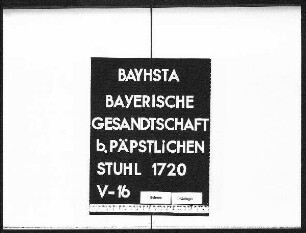 BAYHSTA
BAYERISCHE
GESANDTSCHAFT
b. PÄPSTLICHEN
STUHL 1720
V-16